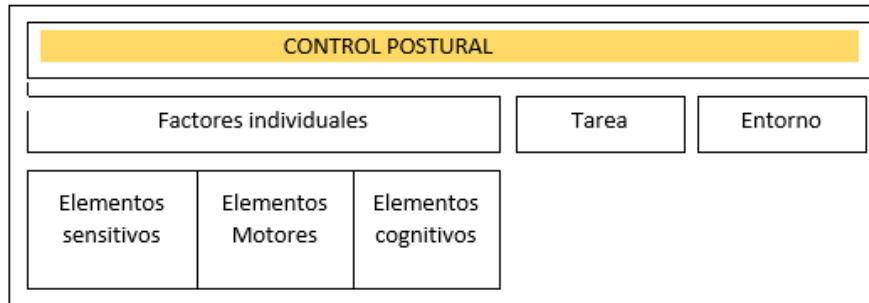 CONTROL POSTURAL
Factores individuales
Tarea
Entorno
Elementos
sensitivos
Elementos
Motores
Elementos
cognitivos